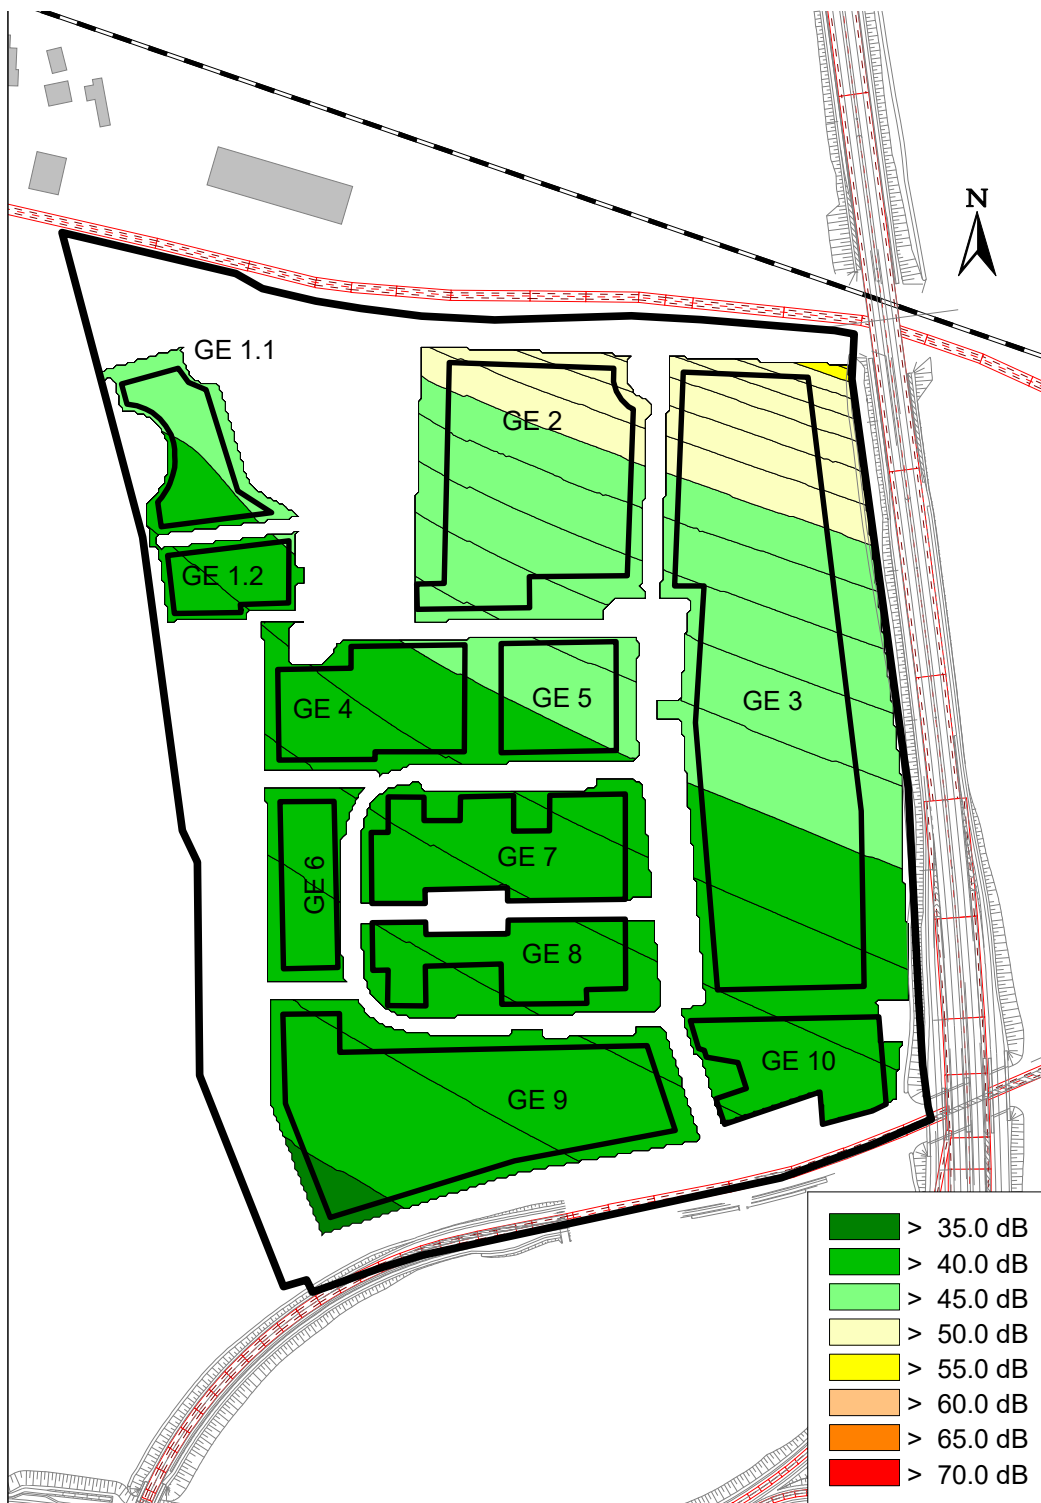 N
GE 1.1
GE 2
GE 1.2
GE 5
GE 3
GE 4
GE 7
GE 6
GE 8
GE 10
GE 9
> 35.0 dB
> 40.0 dB
> 45.0 dB
> 50.0 dB
> 55.0 dB
> 60.0 dB
> 65.0 dB
> 70.0 dB